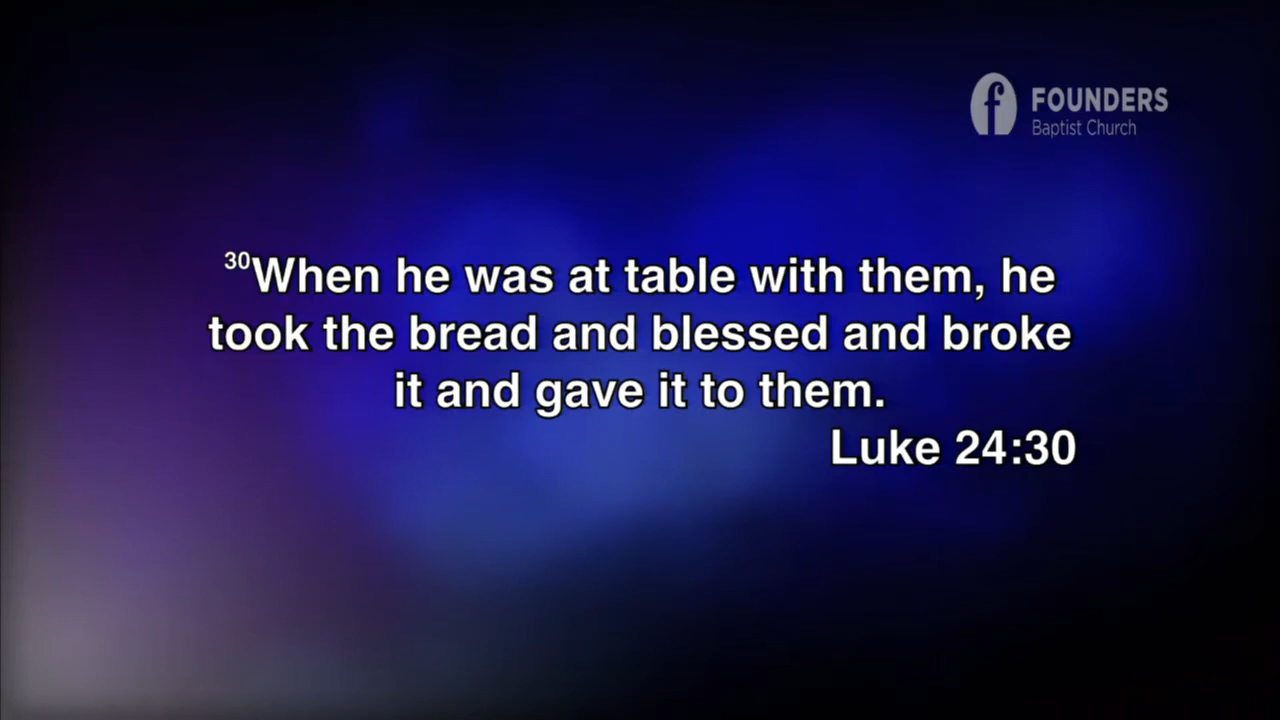 FOUNDERS
Baptist Church
30When he was at table with them, he
took the bread and blessed and broke
it and gave it to them.
Luke 24:30